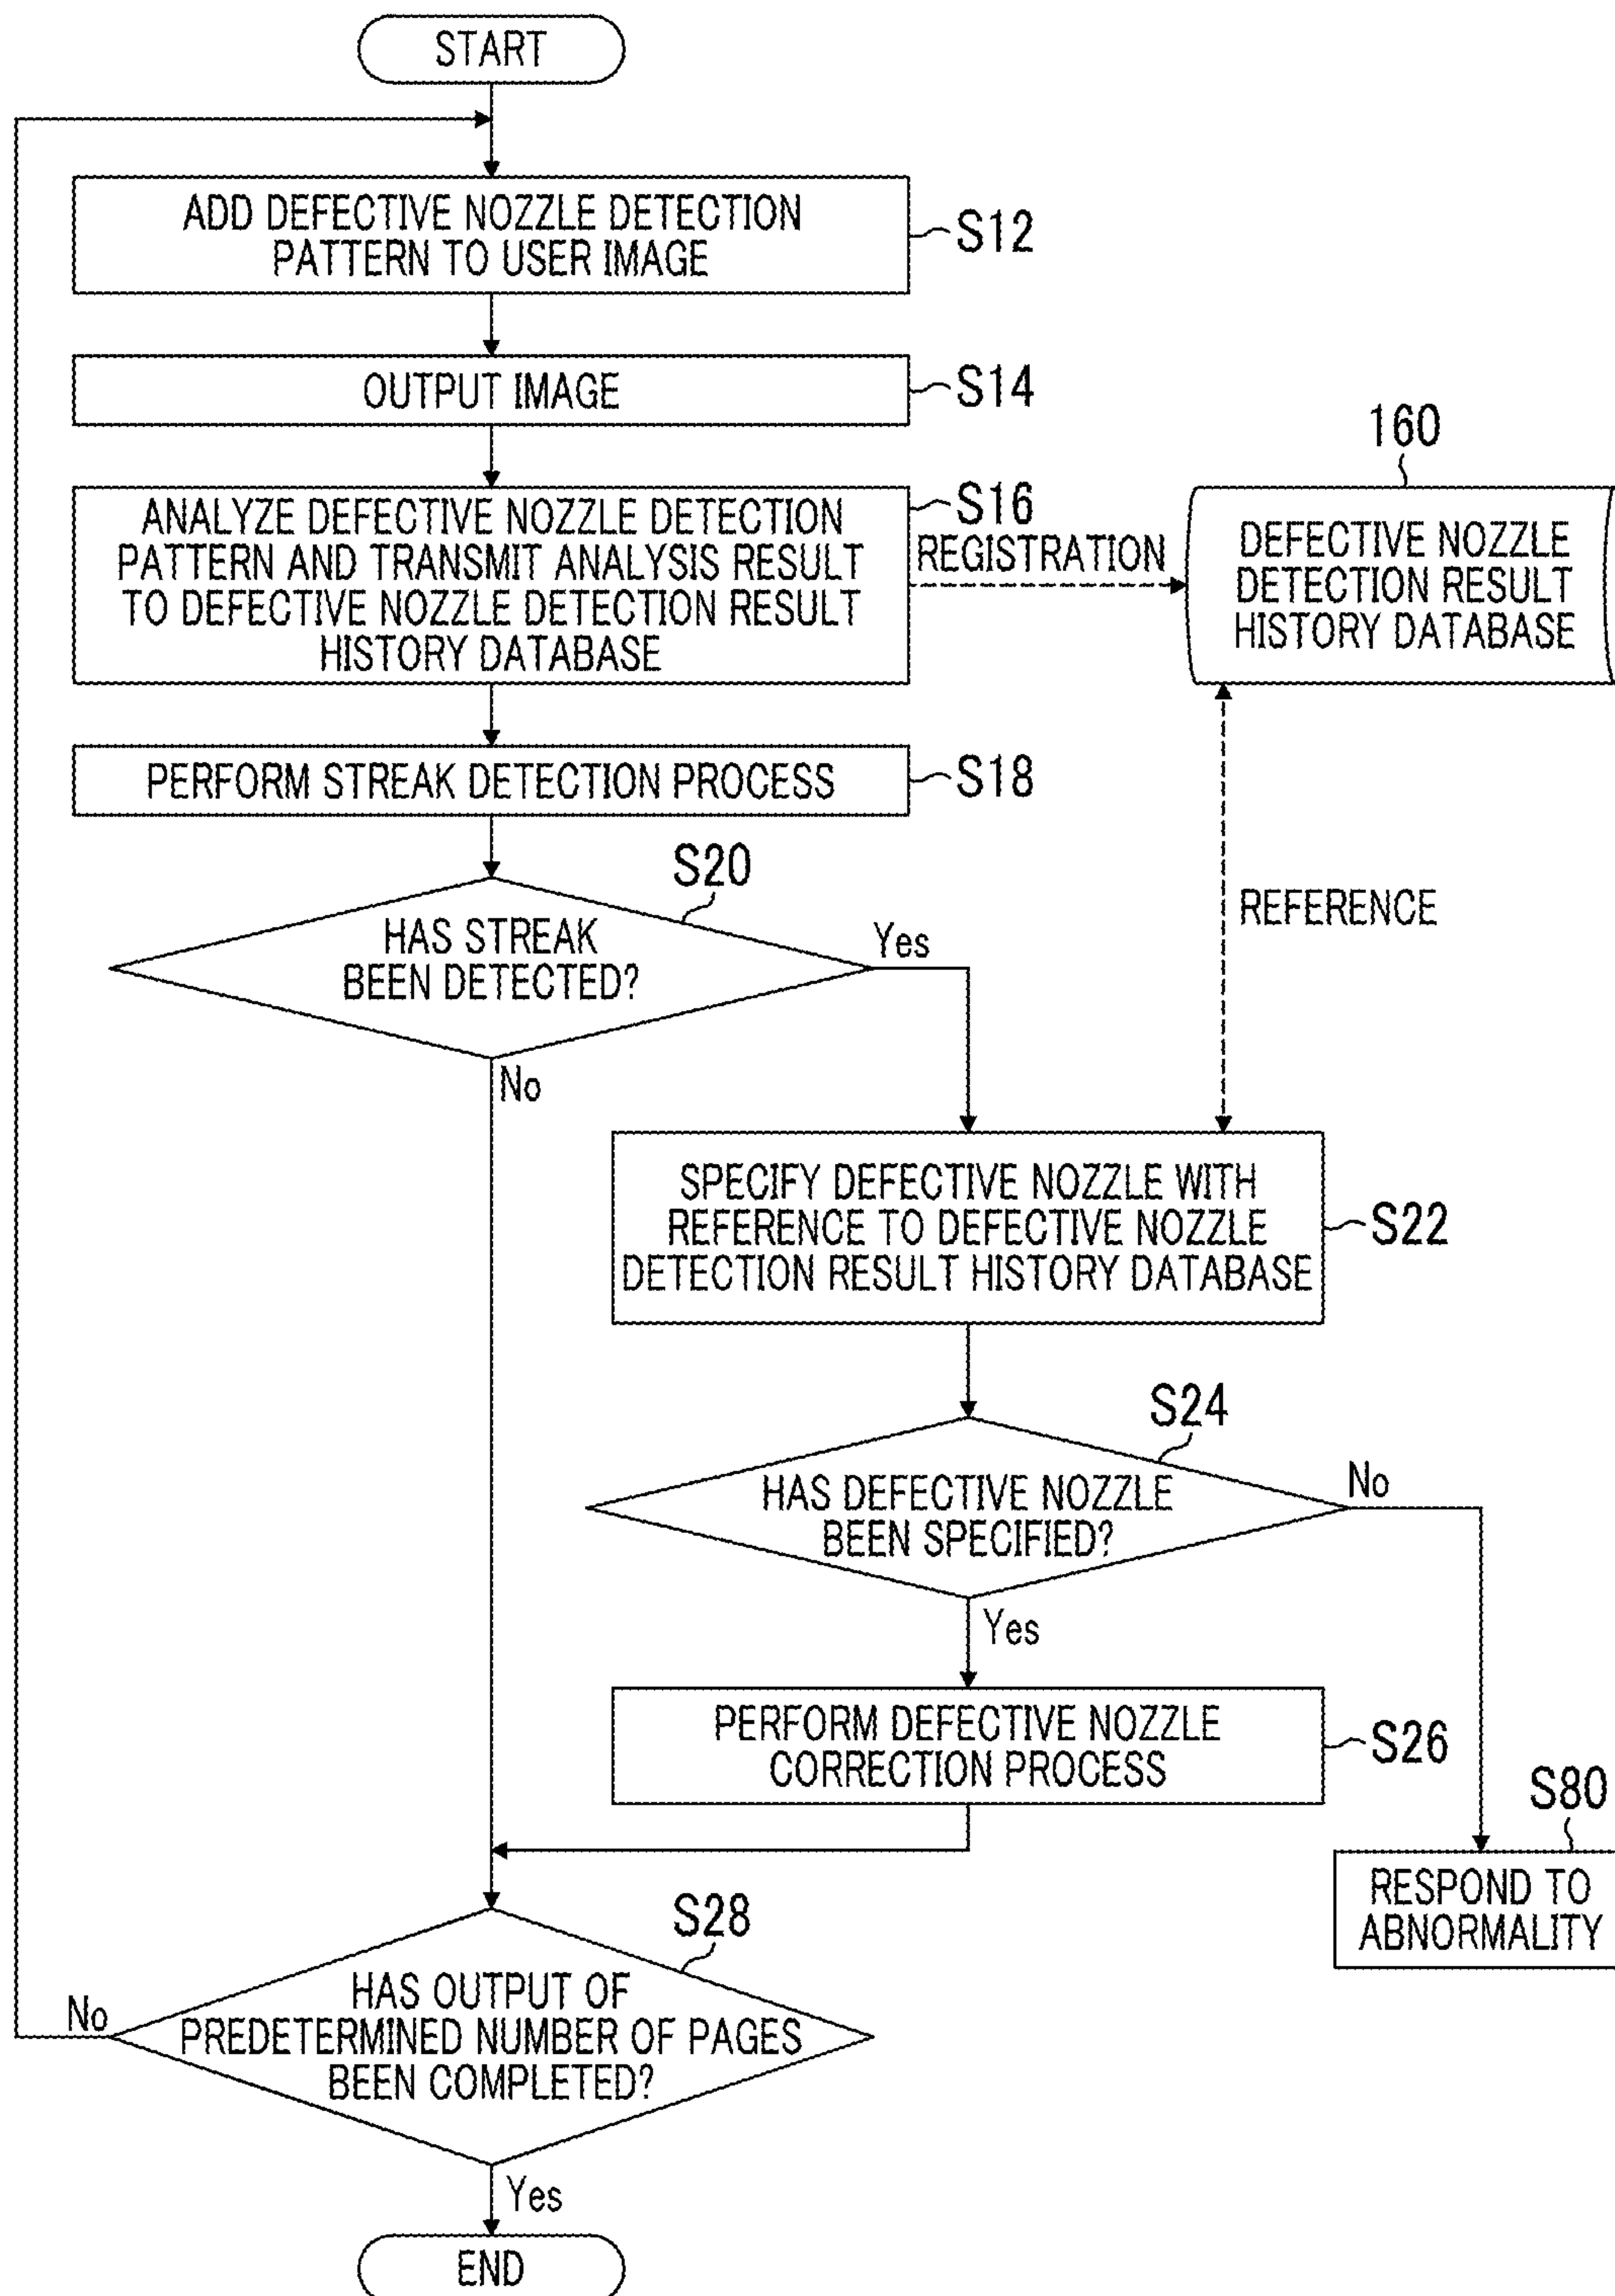 START
ADD DEFECTIVE NOZZLE DETECTION
PATTERN TO USER IMAGE
S12
OUTPUT IMAGE
S14
160
ANALYZE DEFECTIVE NOZZLE DETECTION
PATTERN AND TRANSMIT ANALYSIS RESULT
TO DEFECTIVE NOZZLE DETECTION RESULT
HISTORY DATABASE
S16
REGISTRATION
DEFECTIVE NOZZLE
DETECTION RESULT
HISTORY DATABASE
PERFORM STREAK DETECTION PROCESS
S18
S20
HAS STREAK
BEEN DETECTED?
Yes
REFERENCE
No
SPECIFY DEFECTIVE NOZZLE WITH
REFERENCE TO DEFECTIVE NOZZLE
DETECTION RESULT HISTORY DATABASE
S22
S24
HAS DEFECTIVE NOZZLE
BEEN SPECIFIED?
No
Yes
PERFORM DEFECTIVE NOZZLE
CORRECTION PROCESS
S26
S80
RESPOND TO
ABNORMALITY
S28
HAS OUTPUT OF
PREDETERMINED NUMBER OF PAGES
BEEN COMPLETED?
No
Yes
END